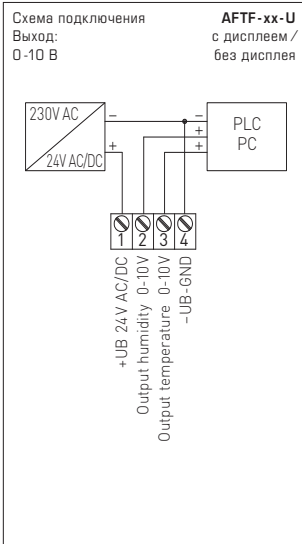 Схема подключения
AFTF-xx-U
Выход:
с дисплеем /
0-10 В
без дисплея
230V AC
24V AC/DC
–
+
–
+
+
PLC
PC
1
2
3
4
+UB 24V AC/DC
Output humidity 0-10V
Output temperature 0-10V
–UB-GND